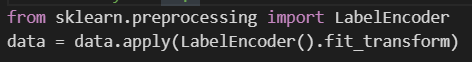 from sklearn.preprocessing import LabelEncoder
data = data.apply(LabelEncoder().fit_transform)